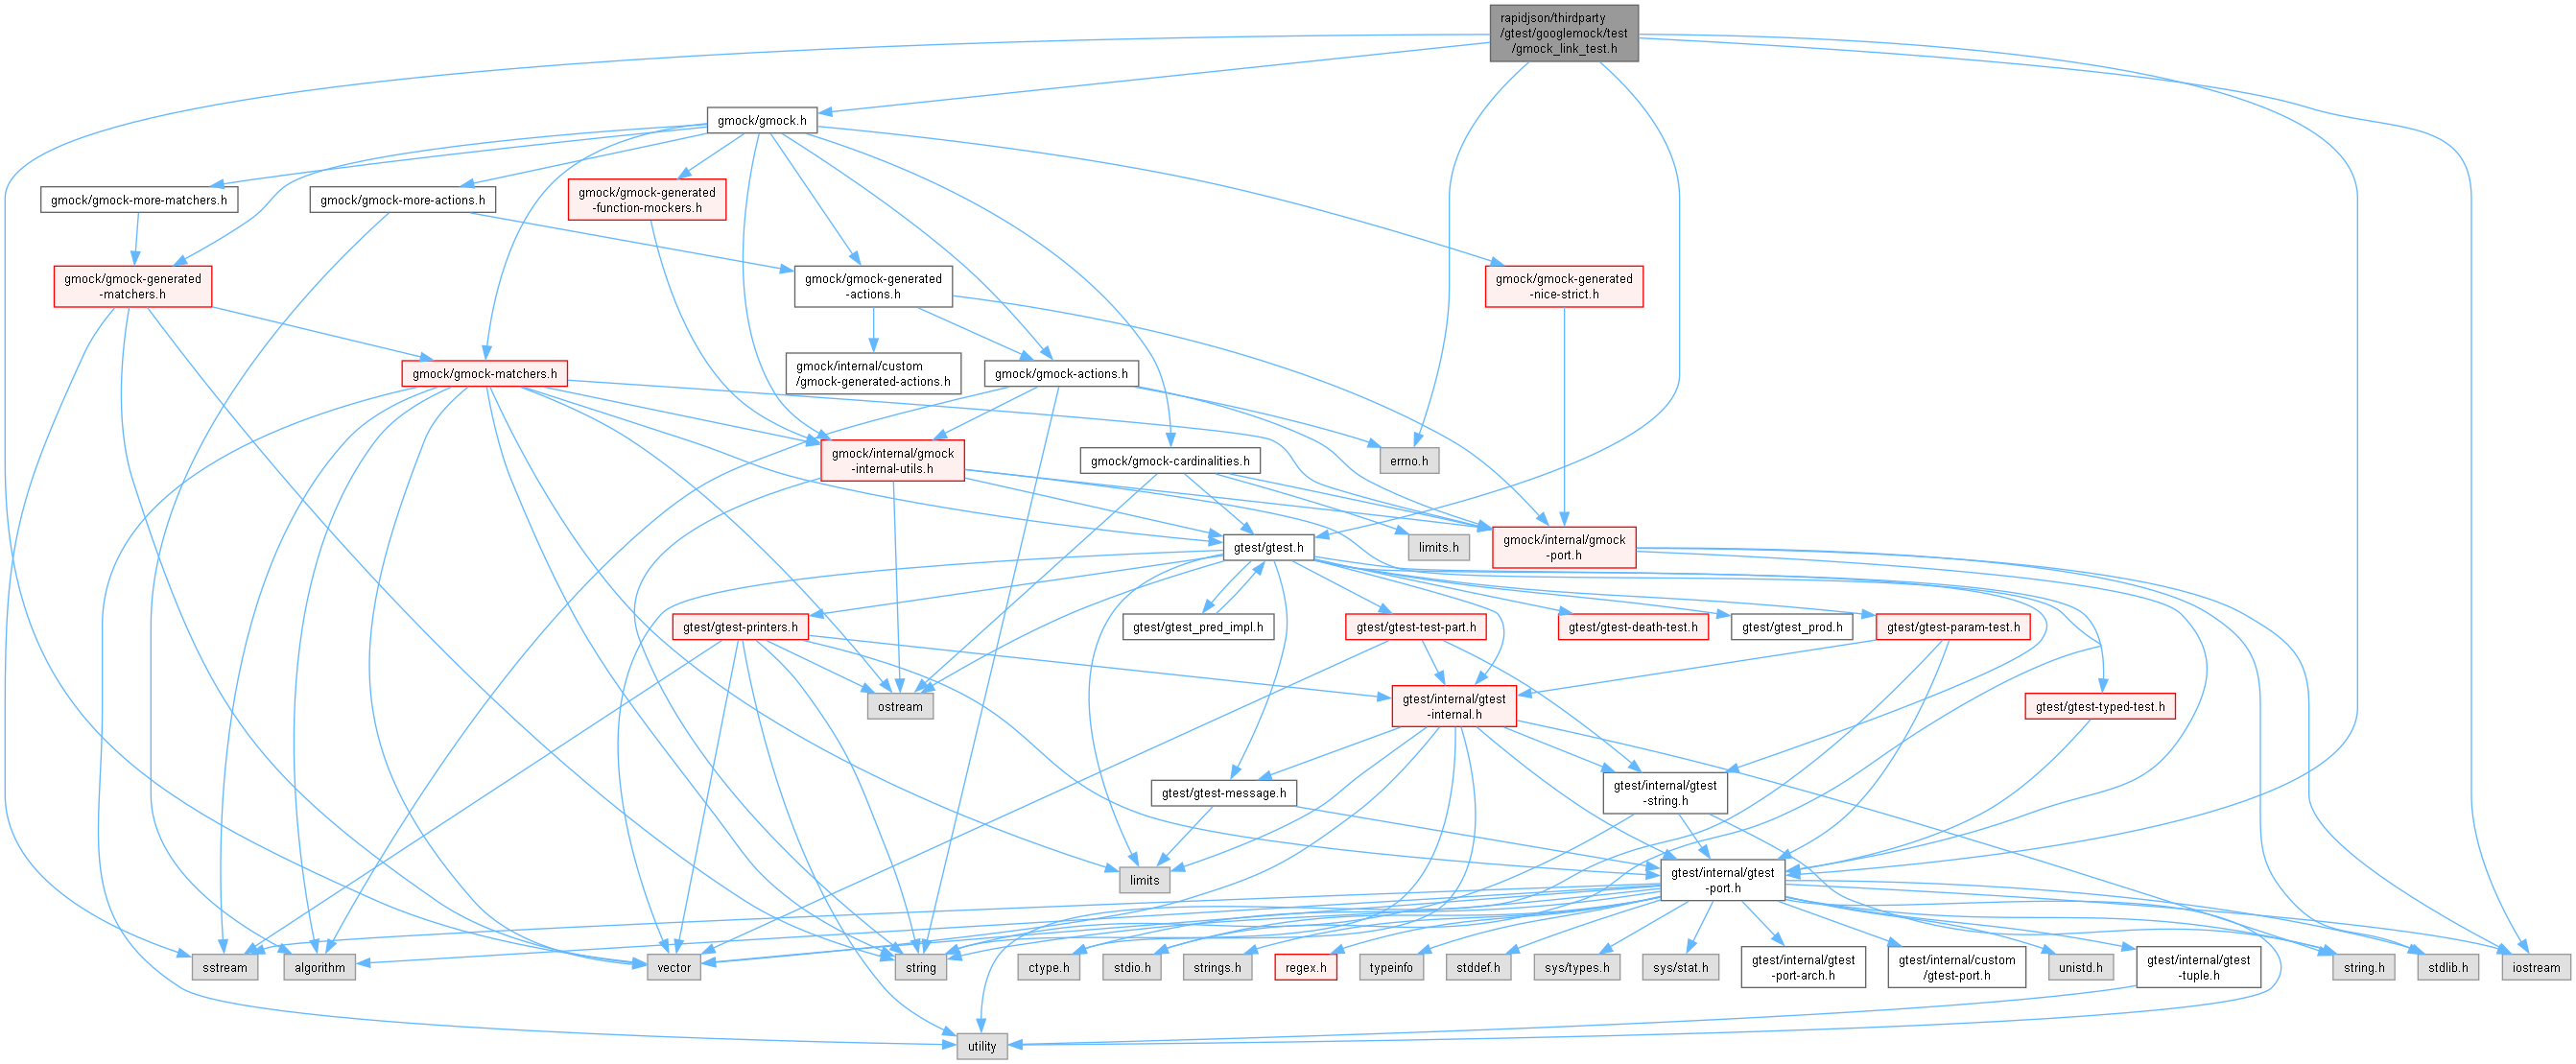 rapidjson/thirdparty
/gtest/googlemock/test
/gmock_link_test.h
gmock/gmock.h
gmock/gmock-more-matchers.h
gmock/gmock-more-actions.h
gmock/gmock-generated
-function-mockers.h
gmock/gmock-generated
-matchers.h
gmock/gmock-generated
-actions.h
gmock/gmock-generated
-nice-strict.h
gmock/gmock-matchers.h
gmock/internal/custom
/gmock-generated-actions.h
gmock/gmock-actions.h
gmock/internal/gmock
-internal-utils.h
gmock/gmock-cardinalities.h
errno.h
gtest/gtest.h
limits.h
gmock/internal/gmock
-port.h
gtest/gtest-printers.h
gtest/gtest_pred_impl.h
gtest/gtest-test-part.h
gtest/gtest-death-test.h
gtest/gtest_prod.h
gtest/gtest-param-test.h
ostream
gtest/internal/gtest
-internal.h
gtest/gtest-typed-test.h
gtest/gtest-message.h
gtest/internal/gtest
-string.h
limits
gtest/internal/gtest
-port.h
sstream
algorithm
vector
string
ctype.h
stdio.h
strings.h
regex.h
typeinfo
stddef.h
sys/types.h
sys/stat.h
gtest/internal/gtest
-port-arch.h
gtest/internal/custom
/gtest-port.h
unistd.h
gtest/internal/gtest
-tuple.h
string.h
stdlib.h
iostream
utility